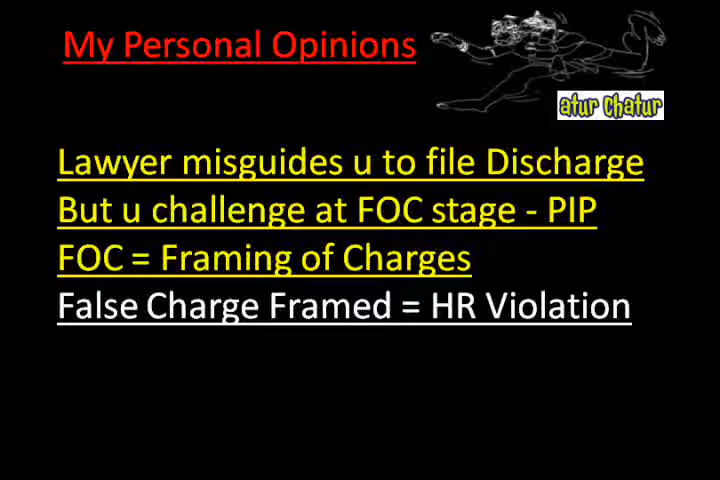 My Personal Opinions
atur chatur
Lawyer misguides u to file Discharge
But u challenge at FOC stage - PIP
FOC = Framing of Charges
False Charge Framed = HR Violation